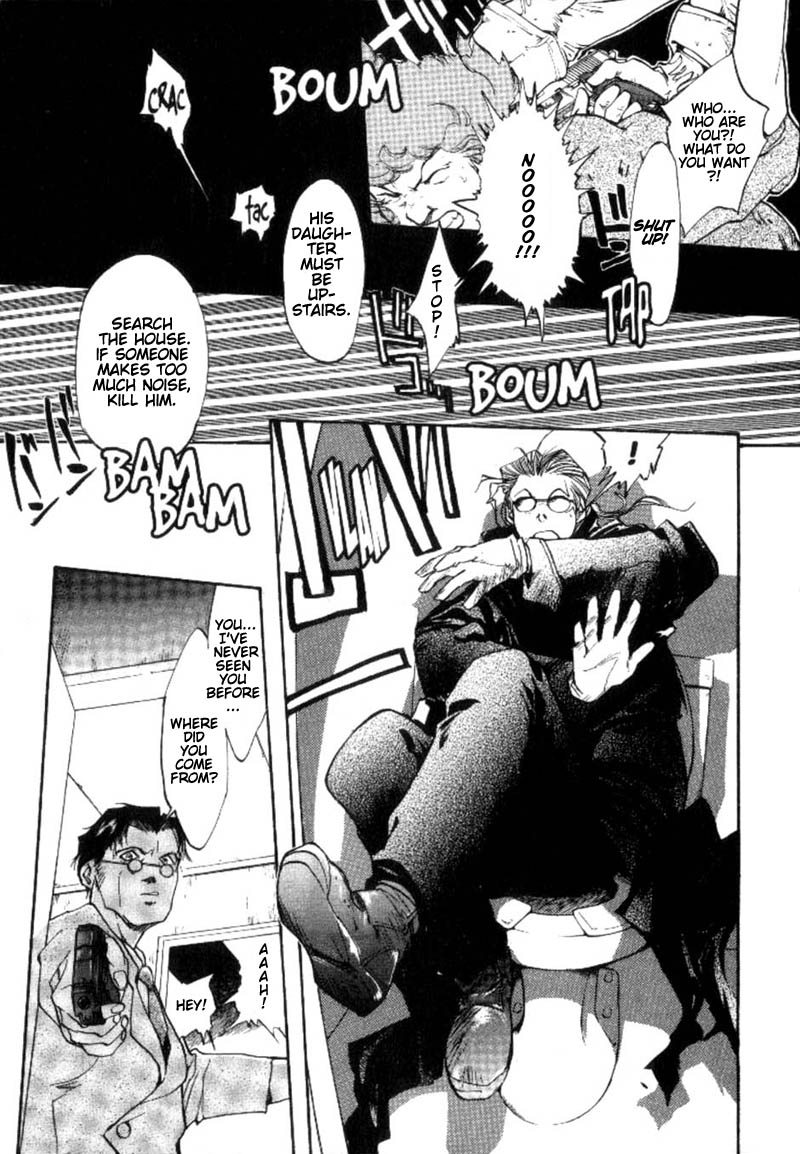 WHO...
WHO ARE
YOU?!
WHAT DO
YOU WANT
?!
SHUT
UP!
NOOOOO!!!
BOUM
CRAC
tac
TAP
STOP!
HIS
DAUGH-
TER
MUST
BE
UP-
STAIRS.
SEARCH
THE HOUSE.
IF SOMEONE
MAKES TOO
MUCH NOISE,
KILL HIM.
BOUM
BAM
BAM
!
YOU...
I'VE
NEVER
SEEN
YOU
BEFORE
...
WHERE
DID
YOU
COME
FROM?
AAAH!
HEY!